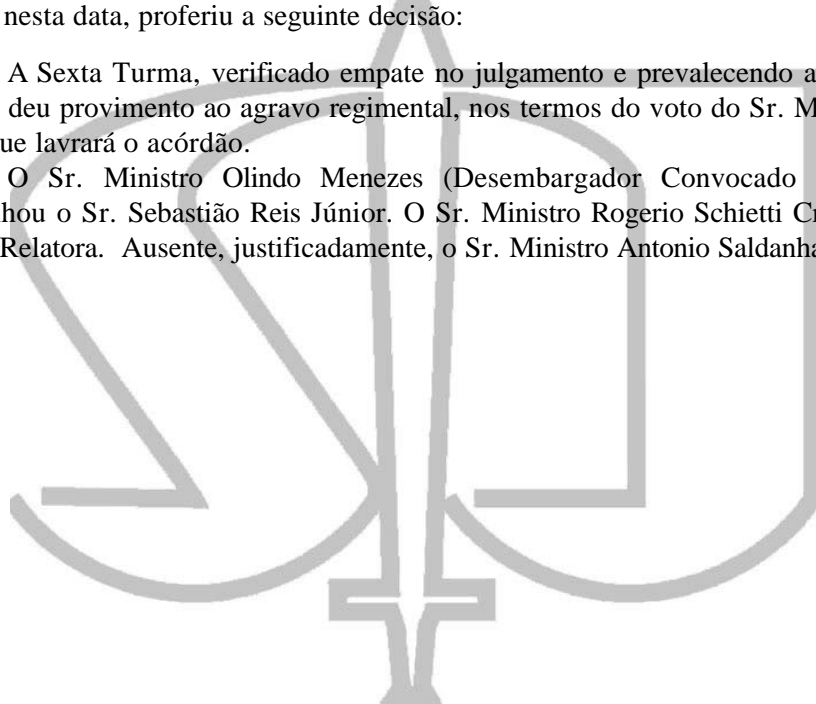 nesta data, proferiu a seguinte decisão:
A Sexta Turma, verificado empate no julgamento e prevalecendo a
deu provimento ao agravo regimental, nos termos do voto do Sr. M
ue lavrará o acórdão.
O Sr. Ministro Olindo Menezes (Desembargador Convocado
hou o Sr. Sebastião Reis Júnior. O Sr. Ministro Rogerio Schietti Cr
Relatora. Ausente, justificadamente, o Sr. Ministro Antonio Saldanha